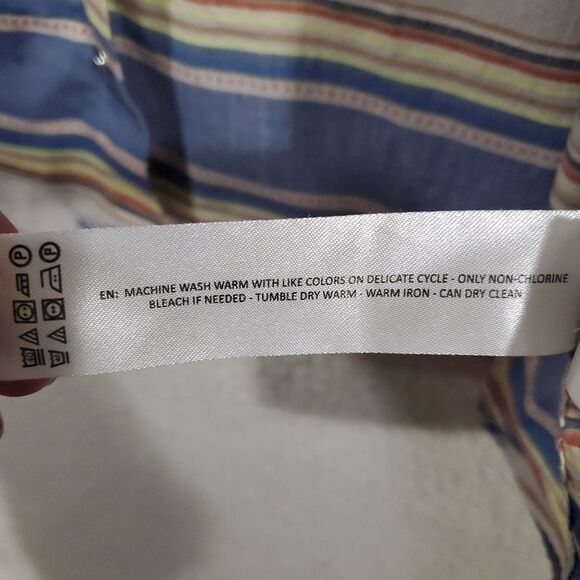 EN: MACHINE WASH WARM WITH LIKE COLORS ON DELICATE CYCLE - ONLY NON-CHLORINE
BLEACH IF NEEDED - TUMBLE DRY WARM - WARM IRON - CAN DRY CLEAN
P
P